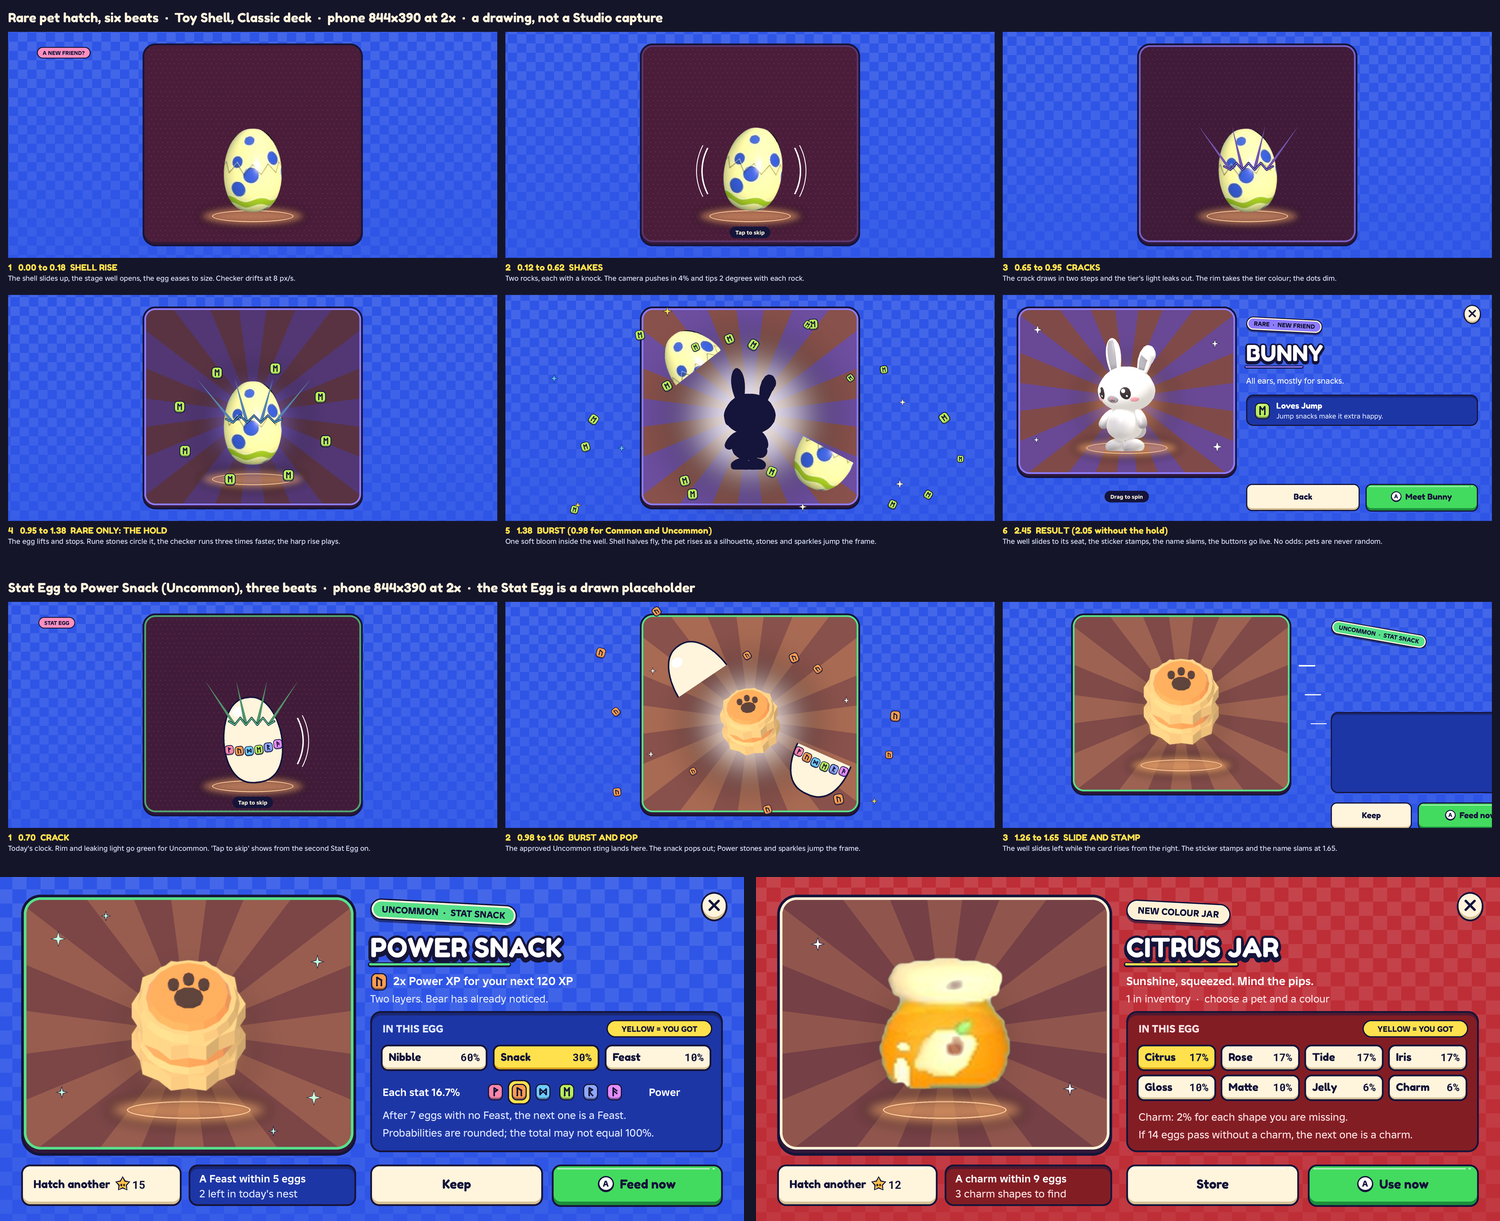 Rare pet hatch, six beats · Toy Shell, Classic deck · phone 844x390 at 2x · a drawing, not a Studio capture
A NEW FRIEND?
Tap to skip
1 0.00 to 0.18 SHELL RISE
The shell slides up, the stage well opens, the egg eases to size. Checker drifts at 8 px/s.
2 0.12 to 0.62 SHAKES
Two rocks, each with a knock. The camera pushes in 4% and tips 2 degrees with each rock.
3 0.65 to 0.95 CRACKS
The crack draws in two steps and the tier's light leaks out. The rim takes the tier colour; the dots dim.
RARE · NEW FRIEND
BUNNY
All ears, mostly for snacks.
Loves Jump
Jump snacks make it extra happy.
Drag to spin
Back
A Meet Bunny
4 0.95 to 1.38 RARE ONLY: THE HOLD
The egg lifts and stops. Rune stones circle it, the checker runs three times faster, the harp rise plays.
5 1.38 BURST (0.98 for Common and Uncommon)
One soft bloom inside the well. Shell halves fly, the pet rises as a silhouette, stones and sparkles jump the frame.
6 2.45 RESULT (2.05 without the hold)
The well slides to its seat, the sticker stamps, the name slams, the buttons go live. No odds: pets are never random.
Stat Egg to Power Snack (Uncommon), three beats · phone 844x390 at 2x · the Stat Egg is a drawn placeholder
STAT EGG
Tap to skip
UNCOMMON · STAT SNACK
Keep
A Feed now
1 0.70 CRACK
Today's clock. Rim and leaking light go green for Uncommon. 'Tap to skip' shows from the second Stat Egg on.
2 0.98 to 1.06 BURST AND POP
The approved Uncommon sting lands here. The snack pops out; Power stones and sparkles jump the frame.
3 1.26 to 1.65 SLIDE AND STAMP
The well slides left while the card rises from the right. The sticker stamps and the name slams at 1.65.
UNCOMMON · STAT SNACK
POWER SNACK
2x Power XP for your next 120 XP
Two layers. Bear has already noticed.
IN THIS EGG
YELLOW = YOU GOT
Nibble 60%
Snack 30%
Feast 10%
Each stat 16.7%
Power
After 7 eggs with no Feast, the next one is a Feast.
Probabilities are rounded; the total may not equal 100%.
Hatch another 15
A Feast within 5 eggs
2 left in today's nest
Keep
A Feed now
NEW COLOUR JAR
CITRUS JAR
Sunshine, squeezed. Mind the pips.
1 in inventory · choose a pet and a colour
IN THIS EGG
YELLOW = YOU GOT
Citrus 17%
Rose 17%
Tide 17%
Iris 17%
Gloss 10%
Matte 10%
Jelly 6%
Charm 6%
Charm: 2% for each shape you are missing.
If 14 eggs pass without a charm, the next one is a charm.
Hatch another 12
A charm within 9 eggs
3 charm shapes to find
Store
A Use now